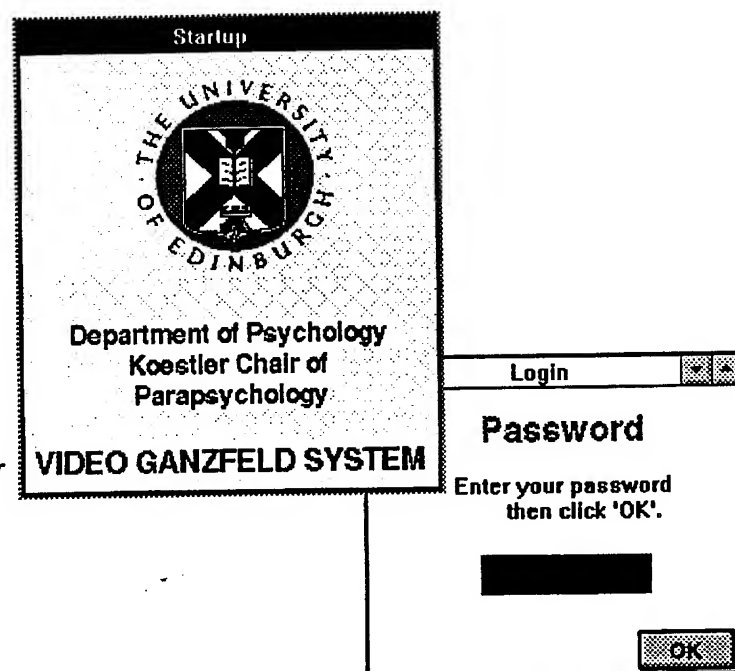 Startup
THE UNIVERSITY OF EDINBURGH
Department of Psychology
Koestler Chair of
Parapsychology
VIDEO GANZFELD SYSTEM
Login
Password
Enter your password
then click 'OK'.
OK